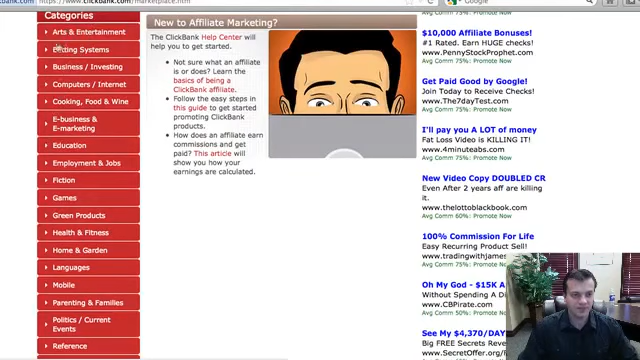 https://www.clickbank.com/marketplace.htm
Google
Categories
Arts & Entertainment
Betting Systems
Business / Investing
Computers / Internet
Cooking, Food & Wine
E-business &
E-marketing
Education
Employment & Jobs
Fiction
Games
Green Products
Health & Fitness
Home & Garden
Languages
Mobile
Parenting & Families
Politics / Current
Events
Reference
New to Affiliate Marketing?
The ClickBank Help Center will
help you to get started.
Not sure what an affiliate
is or does? Learn the
basics of being a
ClickBank affiliate.
Follow the easy steps in
this guide to get started
promoting ClickBank
products.
How does an affiliate earn
commissions and get
paid? This article will
show you how your
earnings are calculated.
Avg Comm 75%: Promote Now
$10,000 Affiliate Bonuses!
#1 Rated. Earn HUGE checks!
www.PennyStockProphet.com
Avg Comm 75%: Promote Now
Get Paid Good by Google!
Join Today to Receive Checks!
www.The7dayTest.com
Avg Comm 75%: Promote Now
I'll pay you A LOT of money
Fat Loss Video is KILLING IT!
www.4minuteabs.com
Avg Comm 75%: Promote Now
New Video Copy DOUBLED CR
Even After 2 years aff are killing
it.
www.thelottoblackbook.com
Avg Comm 60%: Promote Now
100% Commission For Life
Easy Recurring Product Sell!
www.tradingwithjames
Avg Comm 75%: Promote Now
Oh My God - $15K A
Without Spending A D
www.CBPirate.com
Avg Comm 50%: Promote Now
See My $4,370/DAY
Big FREE Secrets Rev
www.SecretOffer.org/